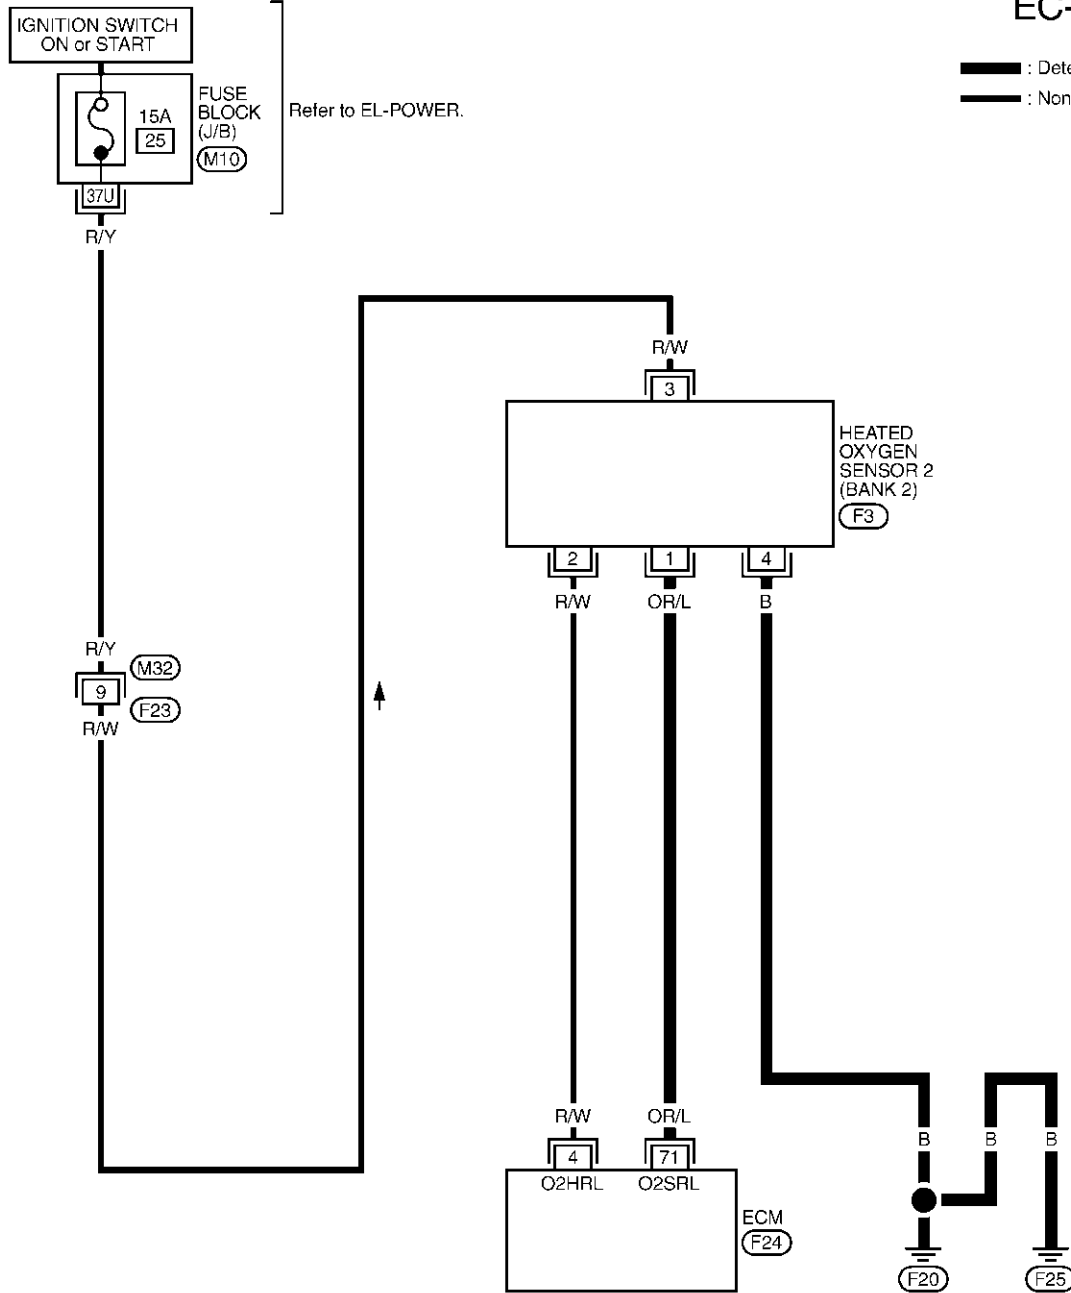 EC-
IGNITION SWITCH
ON or START
: Dete
: Non
FUSE
BLOCK
(J/B)
M10
15A
25
Refer to EL-POWER.
37U
R/Y
R/W
3
HEATED
OXYGEN
SENSOR 2
(BANK 2)
F3
2
1
4
R/W
OR/L
B
R/Y
M32
9
F23
R/W
R/W
OR/L
4
71
O2HRL
O2SRL
ECM
F24
B
B
B
F20
F25